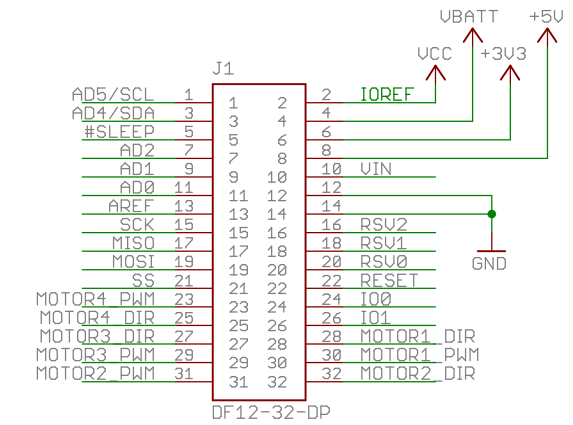 VBATT +5V
VCC +3V3
J1
AD5/SCL 1 1 2 2 IOREF
AD4/SDA 3 3 4 4
#SLEEP 5 5 6 6
AD2 7 7 8 8
AD1 9 9 10 10 VIN
AD0 11 11 12 12
AREF 13 13 14 14
SCK 15 15 16 16 RSV2
MISO 17 17 18 18 RSV1
MOSI 19 19 20 20 RSV0
GND
SS 21 21 22 22 RESET
MOTOR4_PWM 23 23 24 24 IO0
MOTOR4_DIR 25 25 26 26 IO1
MOTOR3_DIR 27 27 28 28 MOTOR1_DIR
MOTOR3_PWM 29 29 30 30 MOTOR1_PWM
MOTOR2_PWM 31 31 32 32 MOTOR2_DIR
DF12-32-DP